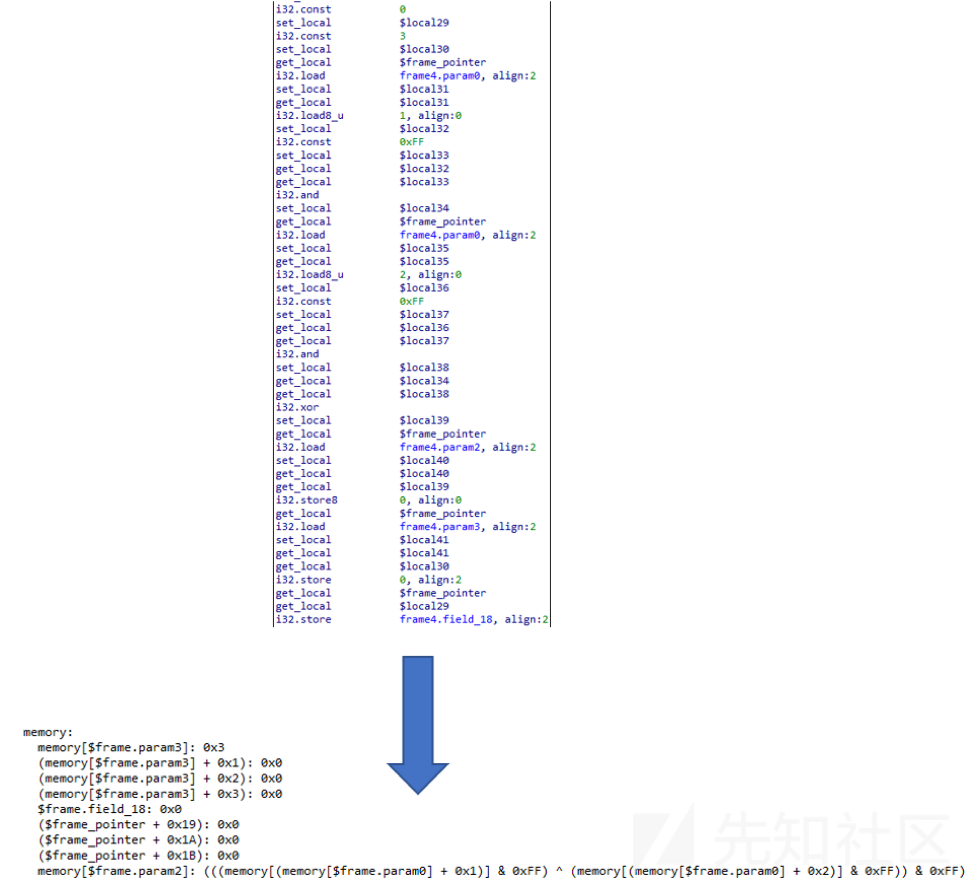 i32.const 0
set_local $local29
i32.const 3
set_local $local30
get_local $frame_pointer
i32.load frame4.param0, align:2
set_local $local31
get_local $local31
i32.load8_u 1, align:0
set_local $local32
i32.const 0xFF
set_local $local33
get_local $local32
get_local $local33
i32.and
set_local $local34
get_local $frame_pointer
i32.load frame4.param0, align:2
set_local $local35
get_local $local35
i32.load8_u 2, align:0
set_local $local36
i32.const 0xFF
set_local $local37
get_local $local36
get_local $local37
i32.and
set_local $local38
get_local $local34
get_local $local38
i32.xor
set_local $local39
get_local $frame_pointer
i32.load frame4.param2, align:2
set_local $local40
get_local $local40
get_local $local39
i32.store8 0, align:0
get_local $frame_pointer
i32.load frame4.param3, align:2
set_local $local41
get_local $local41
get_local $local30
i32.store 0, align:2
get_local $frame_pointer
get_local $local29
i32.store frame4.field_18, align:2
memory:
memory[$frame.param3]: 0x3
(memory[$frame.param3] + 0x1): 0x0
(memory[$frame.param3] + 0x2): 0x0
(memory[$frame.param3] + 0x3): 0x0
$frame.field_18: 0x0
($frame_pointer + 0x19): 0x0
($frame_pointer + 0x1A): 0x0
($frame_pointer + 0x1B): 0x0
memory[$frame.param2]: (((memory[(memory[$frame.param0] + 0x1)] & 0xFF) ^ (memory[(memory[$frame.param0] + 0x2)] & 0xFF)) & 0xFF)
先知社区